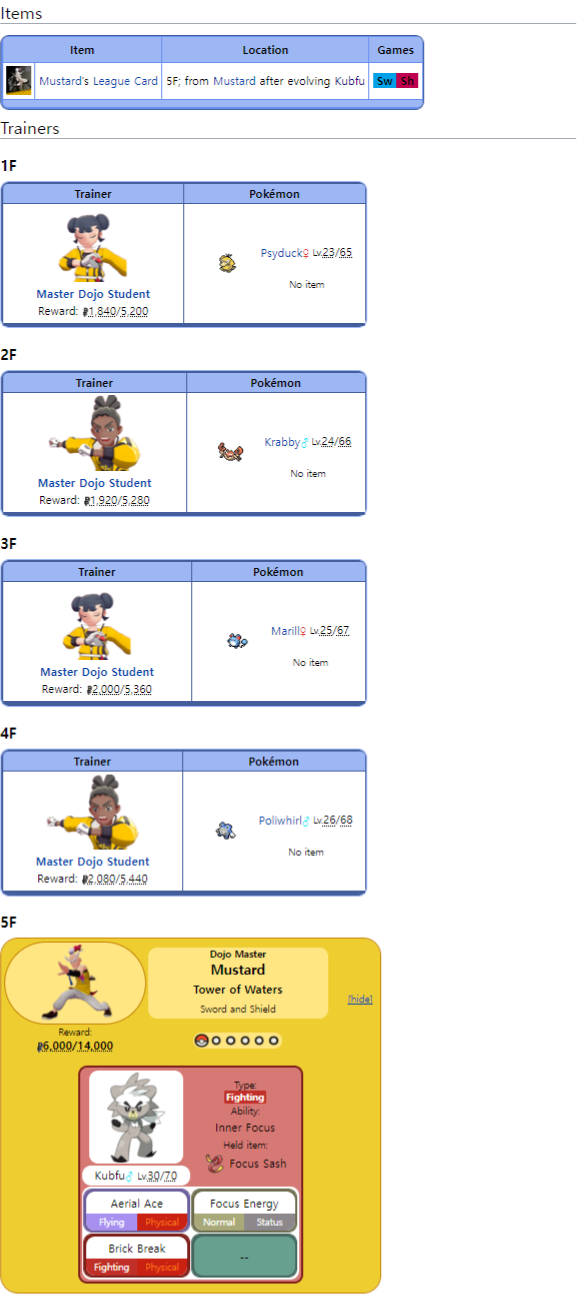 Items
Item Location Games
Mustard's League Card 5F; from Mustard after evolving Kubfu Sw Sh
Trainers
1F
Trainer Pokémon
Psyduck♀ Lv.23/65
No item
Master Dojo Student
Reward: 1,840/5,200
2F
Trainer Pokémon
Krabby♂ Lv.24/66
No item
Master Dojo Student
Reward: 1,920/5,280
3F
Trainer Pokémon
Marill♀ Lv.25/67
No item
Master Dojo Student
Reward: 2,000/5,360
4F
Trainer Pokémon
Poliwhirl♂ Lv.26/68
No item
Master Dojo Student
Reward: 2,080/5,440
5F
Dojo Master
Mustard
Tower of Waters
Sword and Shield
[hide]
Reward:
6,000/14,000
Type:
Fighting
Ability:
Inner Focus
Held item:
Focus Sash
Kubfu♂ Lv.30/70
Aerial Ace Focus Energy
Flying Physical Normal Status
Brick Break --
Fighting Physical